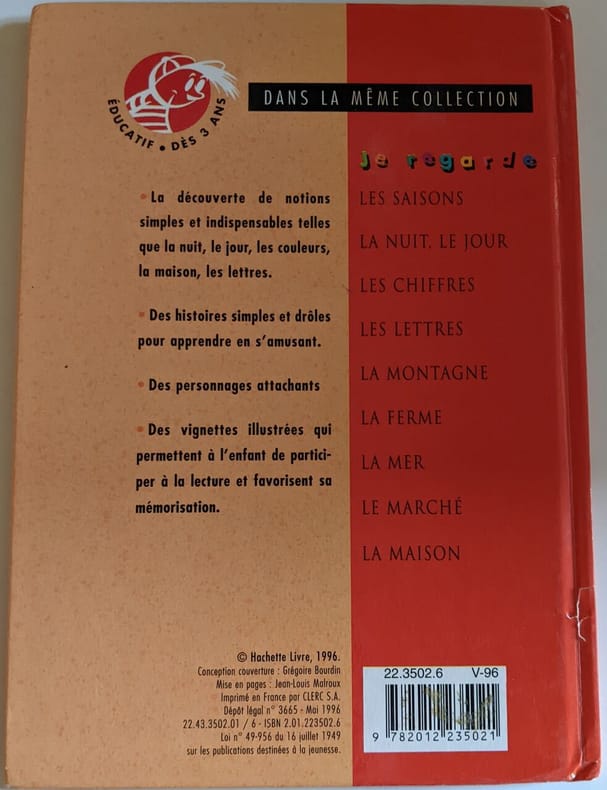 ÉDUCATIF • DÈS 3 ANS
DANS LA MÊME COLLECTION
je regarde
• La découverte de notions
simples et indispensables telles
que la nuit, le jour, les couleurs,
la maison, les lettres.
• Des histoires simples et drôles
pour apprendre en s'amusant.
• Des personnages attachants
• Des vignettes illustrées qui
permettent à l'enfant de partici-
per à la lecture et favorisent sa
mémorisation.
LES SAISONS
LA NUIT, LE JOUR
LES CHIFFRES
LES LETTRES
LA MONTAGNE
LA FERME
LA MER
LE MARCHÉ
LA MAISON
© Hachette Livre, 1996.
Conception couverture : Grégoire Bourdin
Mise en pages : Jean-Louis Malroux
Imprimé en France par CLERC S.A.
Dépôt légal n° 3665 - Mai 1996
22.43.3502.01 / 6 - ISBN 2.01.223502.6
Loi n° 49-956 du 16 juillet 1949
sur les publications destinées à la jeunesse.
22.3502.6 V-96
9 782012 235021